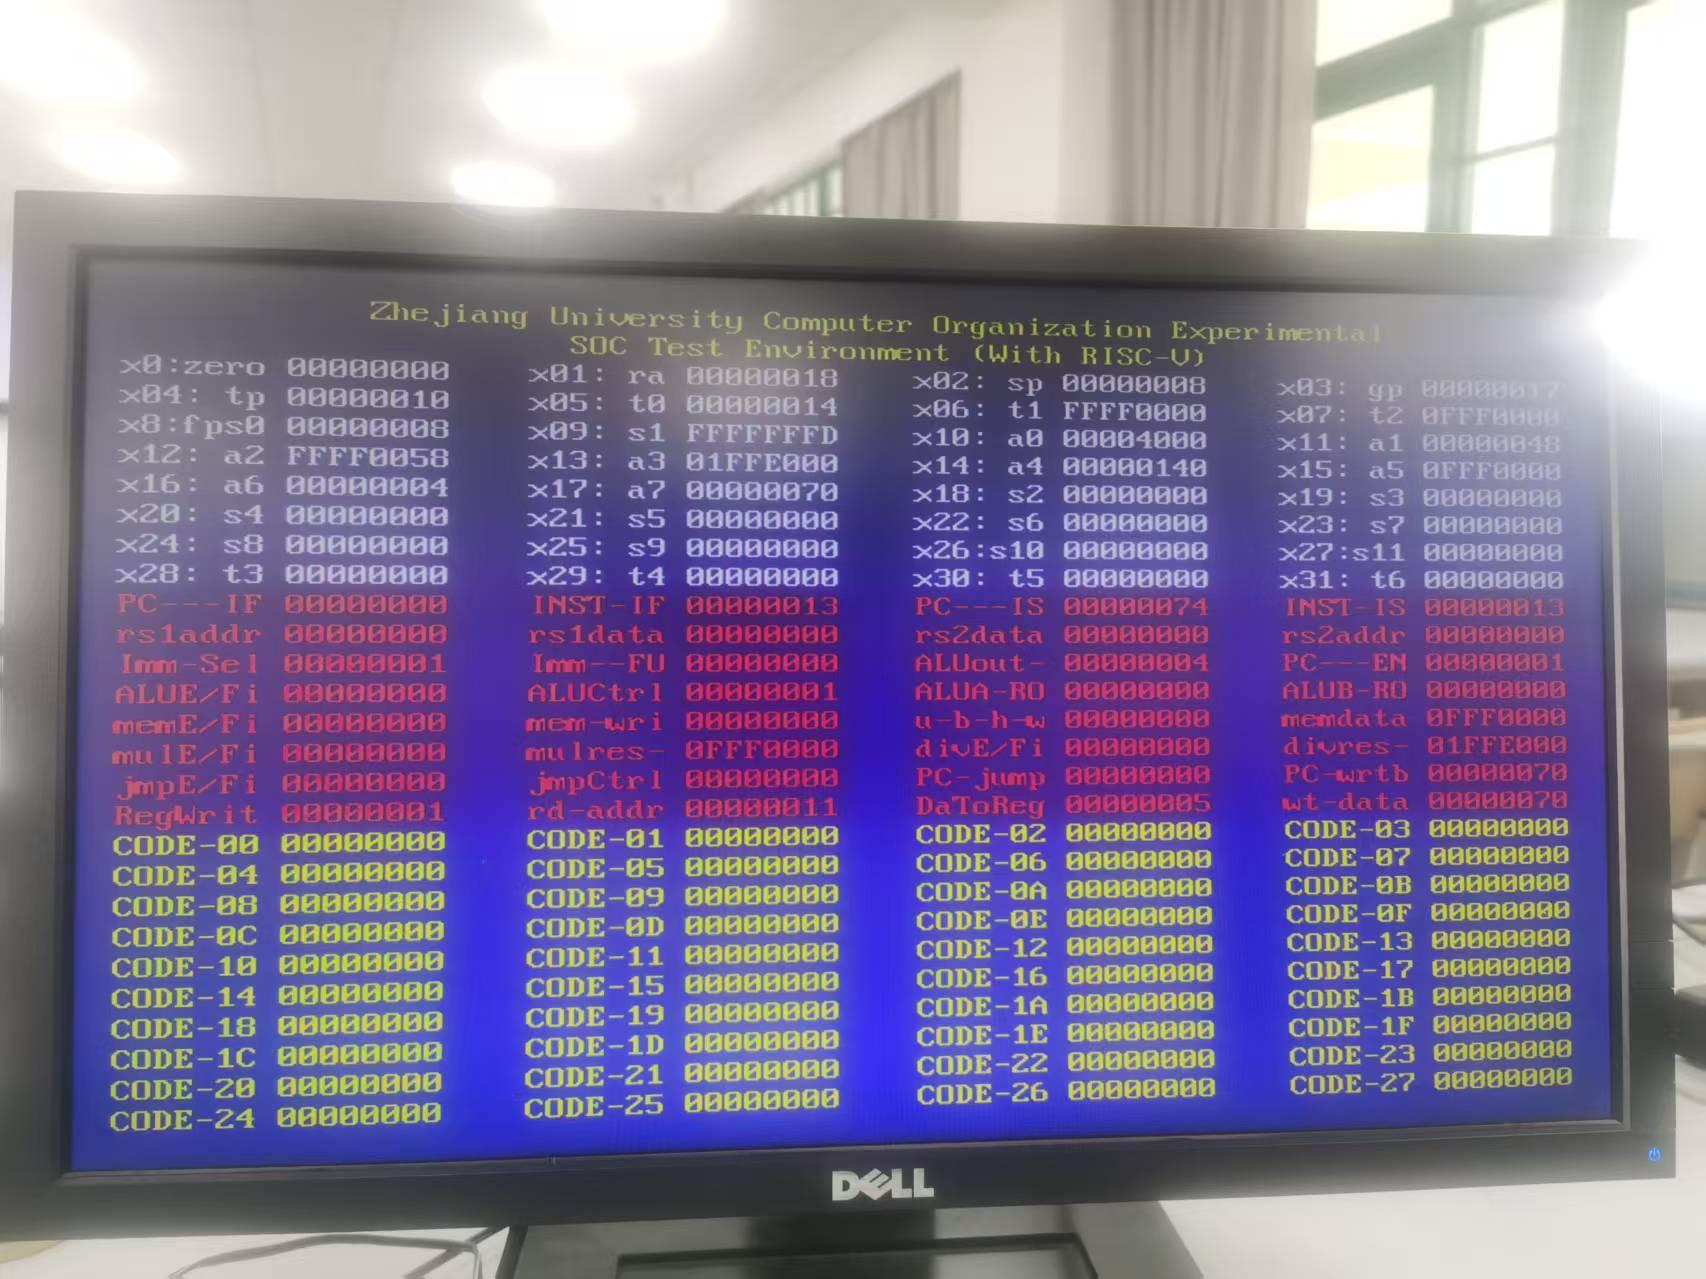 Zhejiang University Computer Organization Experimental
SOC Test Environment (With RISC-V)
x0:zero 00000000 x01: ra 00000018 x02: sp 00000008 x03: gp 00000017
x04: tp 00000010 x05: t0 00000014 x06: t1 FFFF0000 x07: t2 0FFF0000
x8:fps0 00000008 x09: s1 FFFFFFFD x10: a0 00004000 x11: a1 00000048
x12: a2 FFFF0058 x13: a3 01FFE000 x14: a4 00000140 x15: a5 0FFF0000
x16: a6 00000004 x17: a7 00000070 x18: s2 00000000 x19: s3 00000000
x20: s4 00000000 x21: s5 00000000 x22: s6 00000000 x23: s7 00000000
x24: s8 00000000 x25: s9 00000000 x26:s10 00000000 x27:s11 00000000
x28: t3 00000000 x29: t4 00000000 x30: t5 00000000 x31: t6 00000000
PC---IF 00000000 INST-IF 00000013 PC---IS 00000074 INST-IS 00000013
rs1addr 00000000 rs1data 00000000 rs2data 00000000 rs2addr 00000000
Imm-Sel 00000001 Imm--FU 00000000 ALUout- 00000004 PC---EN 00000001
ALUE/Fi 00000000 ALUCtrl 00000001 ALUA-RO 00000000 ALUB-RO 00000000
memE/Fi 00000000 mem-wri 00000000 u-b-h-w 00000000 memdata 0FFF0000
mulE/Fi 00000000 mulres- 0FFF0000 divE/Fi 00000000 divres- 01FFE000
jmpE/Fi 00000000 jmpCtrl 00000000 PC-jump 00000000 PC-wrtb 00000070
RegWrit 00000001 rd-addr 00000011 DaToReg 00000005 wt-data 00000070
CODE-00 00000000 CODE-01 00000000 CODE-02 00000000 CODE-03 00000000
CODE-04 00000000 CODE-05 00000000 CODE-06 00000000 CODE-07 00000000
CODE-08 00000000 CODE-09 00000000 CODE-0A 00000000 CODE-0B 00000000
CODE-0C 00000000 CODE-0D 00000000 CODE-0E 00000000 CODE-0F 00000000
CODE-10 00000000 CODE-11 00000000 CODE-12 00000000 CODE-13 00000000
CODE-14 00000000 CODE-15 00000000 CODE-16 00000000 CODE-17 00000000
CODE-18 00000000 CODE-19 00000000 CODE-1A 00000000 CODE-1B 00000000
CODE-1C 00000000 CODE-1D 00000000 CODE-1E 00000000 CODE-1F 00000000
CODE-20 00000000 CODE-21 00000000 CODE-22 00000000 CODE-23 00000000
CODE-24 00000000 CODE-25 00000000 CODE-26 00000000 CODE-27 00000000
DELL